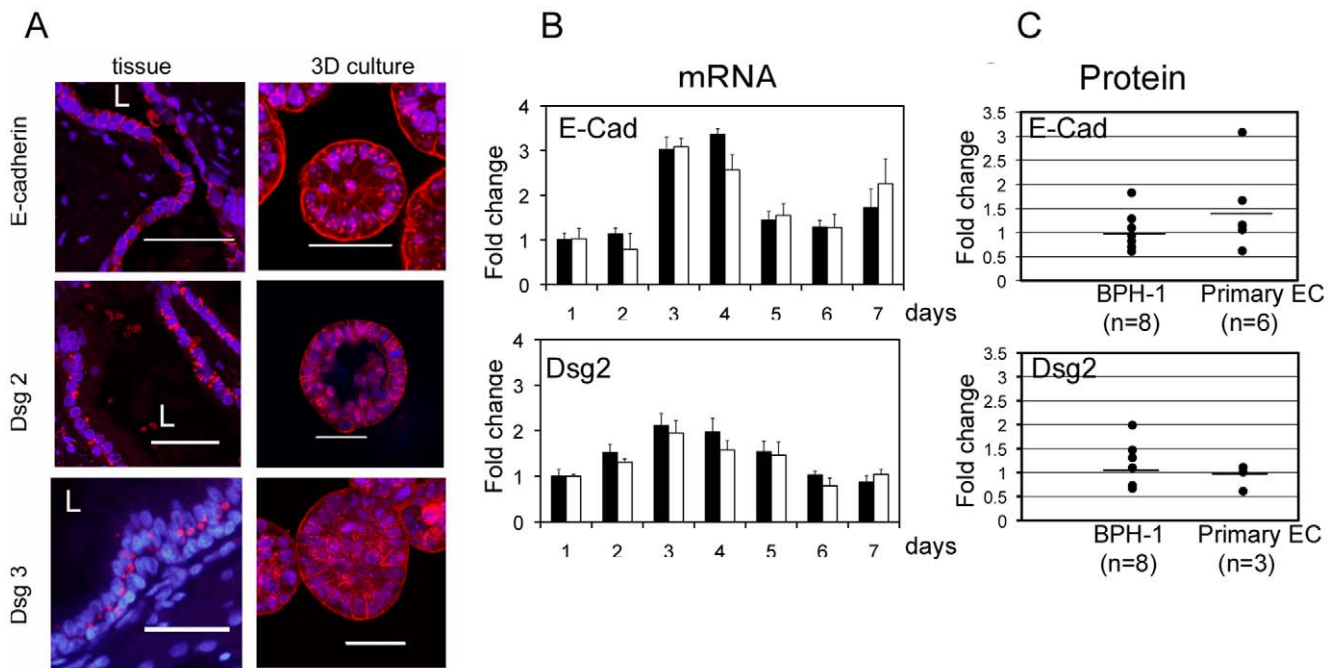 A
tissue
3D culture
E-cadherin
L
Dsg 2
L
Dsg 3
L
B
mRNA
E-Cad
Fold change
4
3
2
1
0
1 2 3 4 5 6 7 days
Dsg2
Fold change
4
3
2
1
0
1 2 3 4 5 6 7 days
C
Protein
E-Cad
Fold change
3.5
3
2.5
2
1.5
1
0.5
0
BPH-1 Primary EC
(n=8) (n=6)
Dsg2
Fold change
3.5
3
2.5
2
1.5
1
0.5
0
BPH-1 Primary EC
(n=8) (n=3)